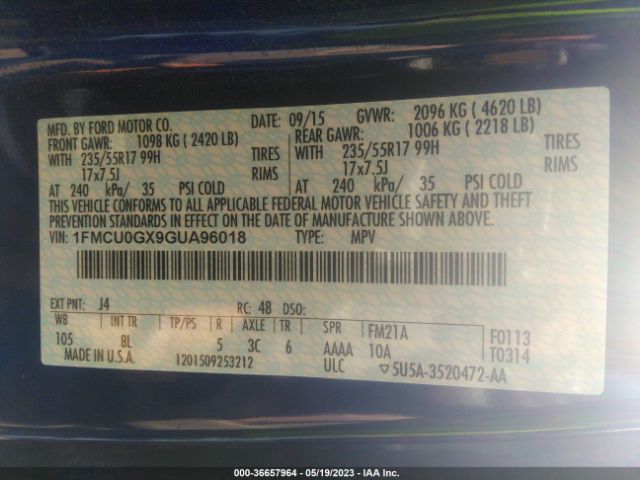 MFD. BY FORD MOTOR CO. DATE: 09/15 GVWR: 2096 KG ( 4620 LB)
FRONT GAWR: 1098 KG ( 2420 LB) REAR GAWR: 1006 KG ( 2218 LB)
WITH 235/55R17 99H TIRES WITH 235/55R17 99H TIRES
17x7.5J RIMS 17x7.5J RIMS
AT 240 kPa/ 35 PSI COLD AT 240 kPa/ 35 PSI COLD
THIS VEHICLE CONFORMS TO ALL APPLICABLE FEDERAL MOTOR VEHICLE SAFETY AND THEFT
PREVENTION STANDARDS IN EFFECT ON THE DATE OF MANUFACTURE SHOWN ABOVE.
VIN: 1FMCU0GX9GUA96018 TYPE: MPV
EXT PNT: J4 RC: 48 DSO:
WB INT TR TP/PS R AXLE TR SPR FM21A F0113
105 8L 5 3C 6 AAAA 10A T0314
MADE IN U.S.A. 1201509253212 ULC ▽5U5A-3520472-AA
000-36657964 - 05/19/2023 - IAA Inc.